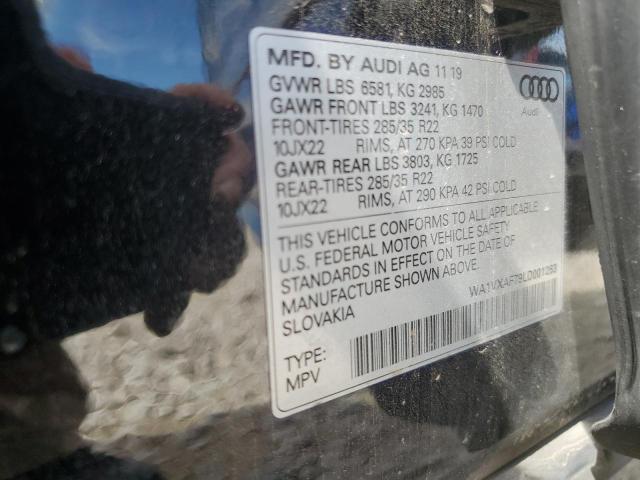 MFD. BY AUDI AG 11 19
GVWR LBS 6581, KG 2985
GAWR FRONT LBS 3241, KG 1470
FRONT-TIRES 285/35 R22
10JX22 RIMS, AT 270 KPA 39 PSI COLD
GAWR REAR LBS 3803, KG 1725
REAR-TIRES 285/35 R22
10JX22 RIMS, AT 290 KPA 42 PSI COLD
Audi
THIS VEHICLE CONFORMS TO ALL APPLICABLE
U.S. FEDERAL MOTOR VEHICLE SAFETY
STANDARDS IN EFFECT ON THE DATE OF
MANUFACTURE SHOWN ABOVE.
SLOVAKIA
WA1VXAF79LD001283
TYPE:
MPV